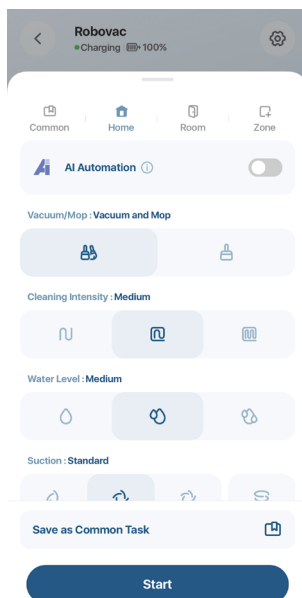 Robovac
Charging 100%
Common Home Room Zone
AI AI Automation
Vacuum/Mop : Vacuum and Mop
Cleaning Intensity : Medium
Water Level : Medium
Suction : Standard
Save as Common Task
Start